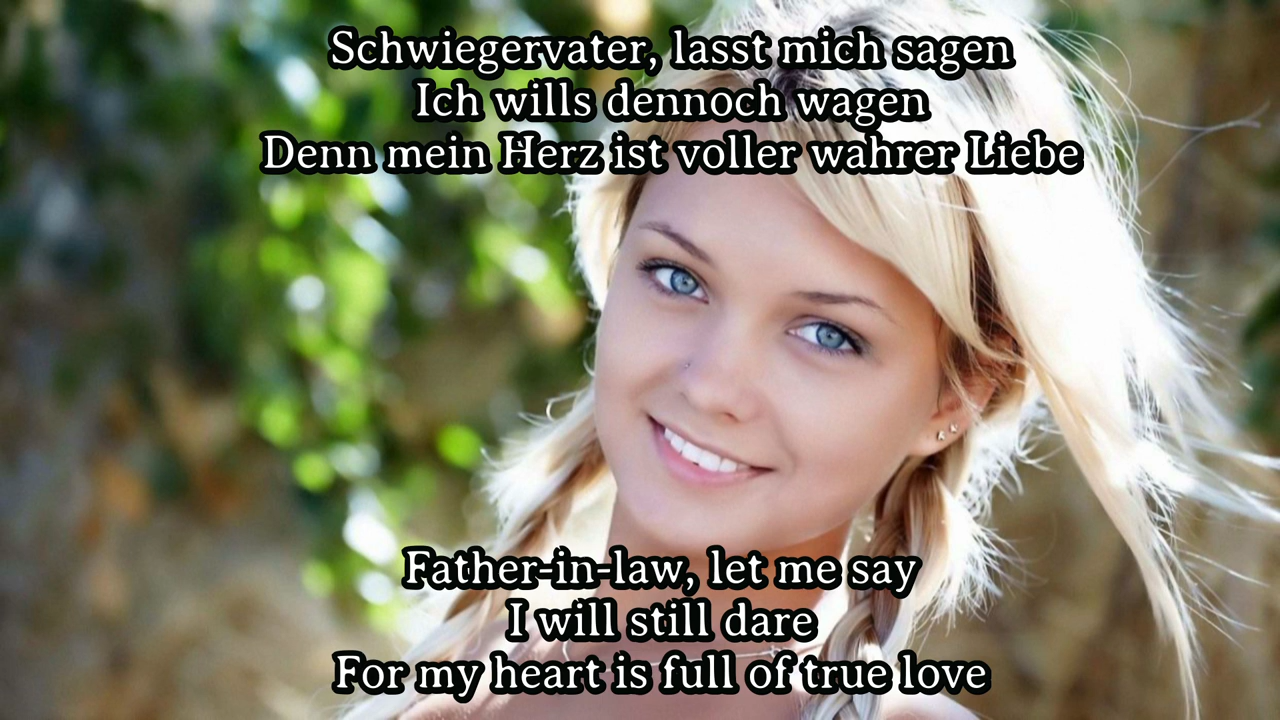 Schwiegervater, lasst mich sagen
Ich wills dennoch wagen
Denn mein Herz ist voller wahrer Liebe
Father-in-law, let me say
I will still dare
For my heart is full of true love